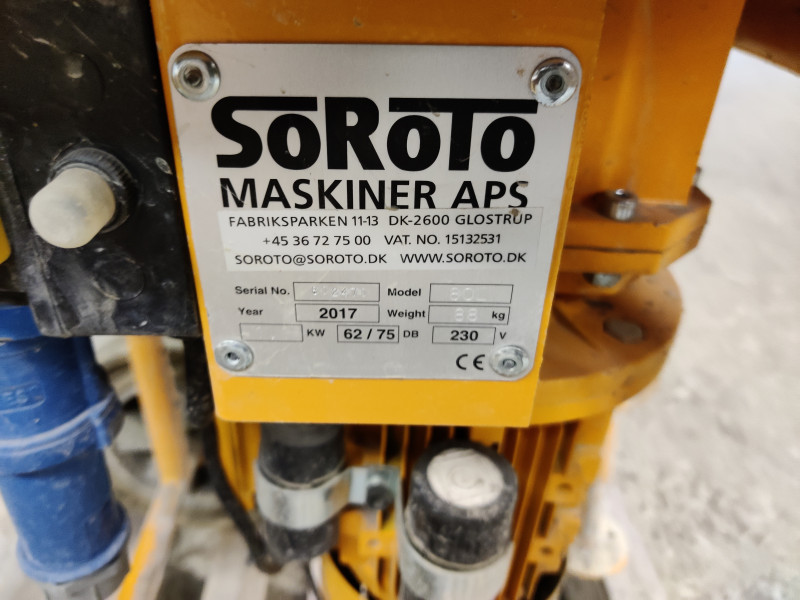 SoRoTo
MASKINER APS
FABRIKSPARKEN 11-13 DK-2600 GLOSTRUP
+45 36 72 75 00 VAT. NO. 15132531
SOROTO@SOROTO.DK WWW.SOROTO.DK
Serial No. Model 80L
Year 2017 Weight kg
KW 62 / 75 DB 230 V
CE